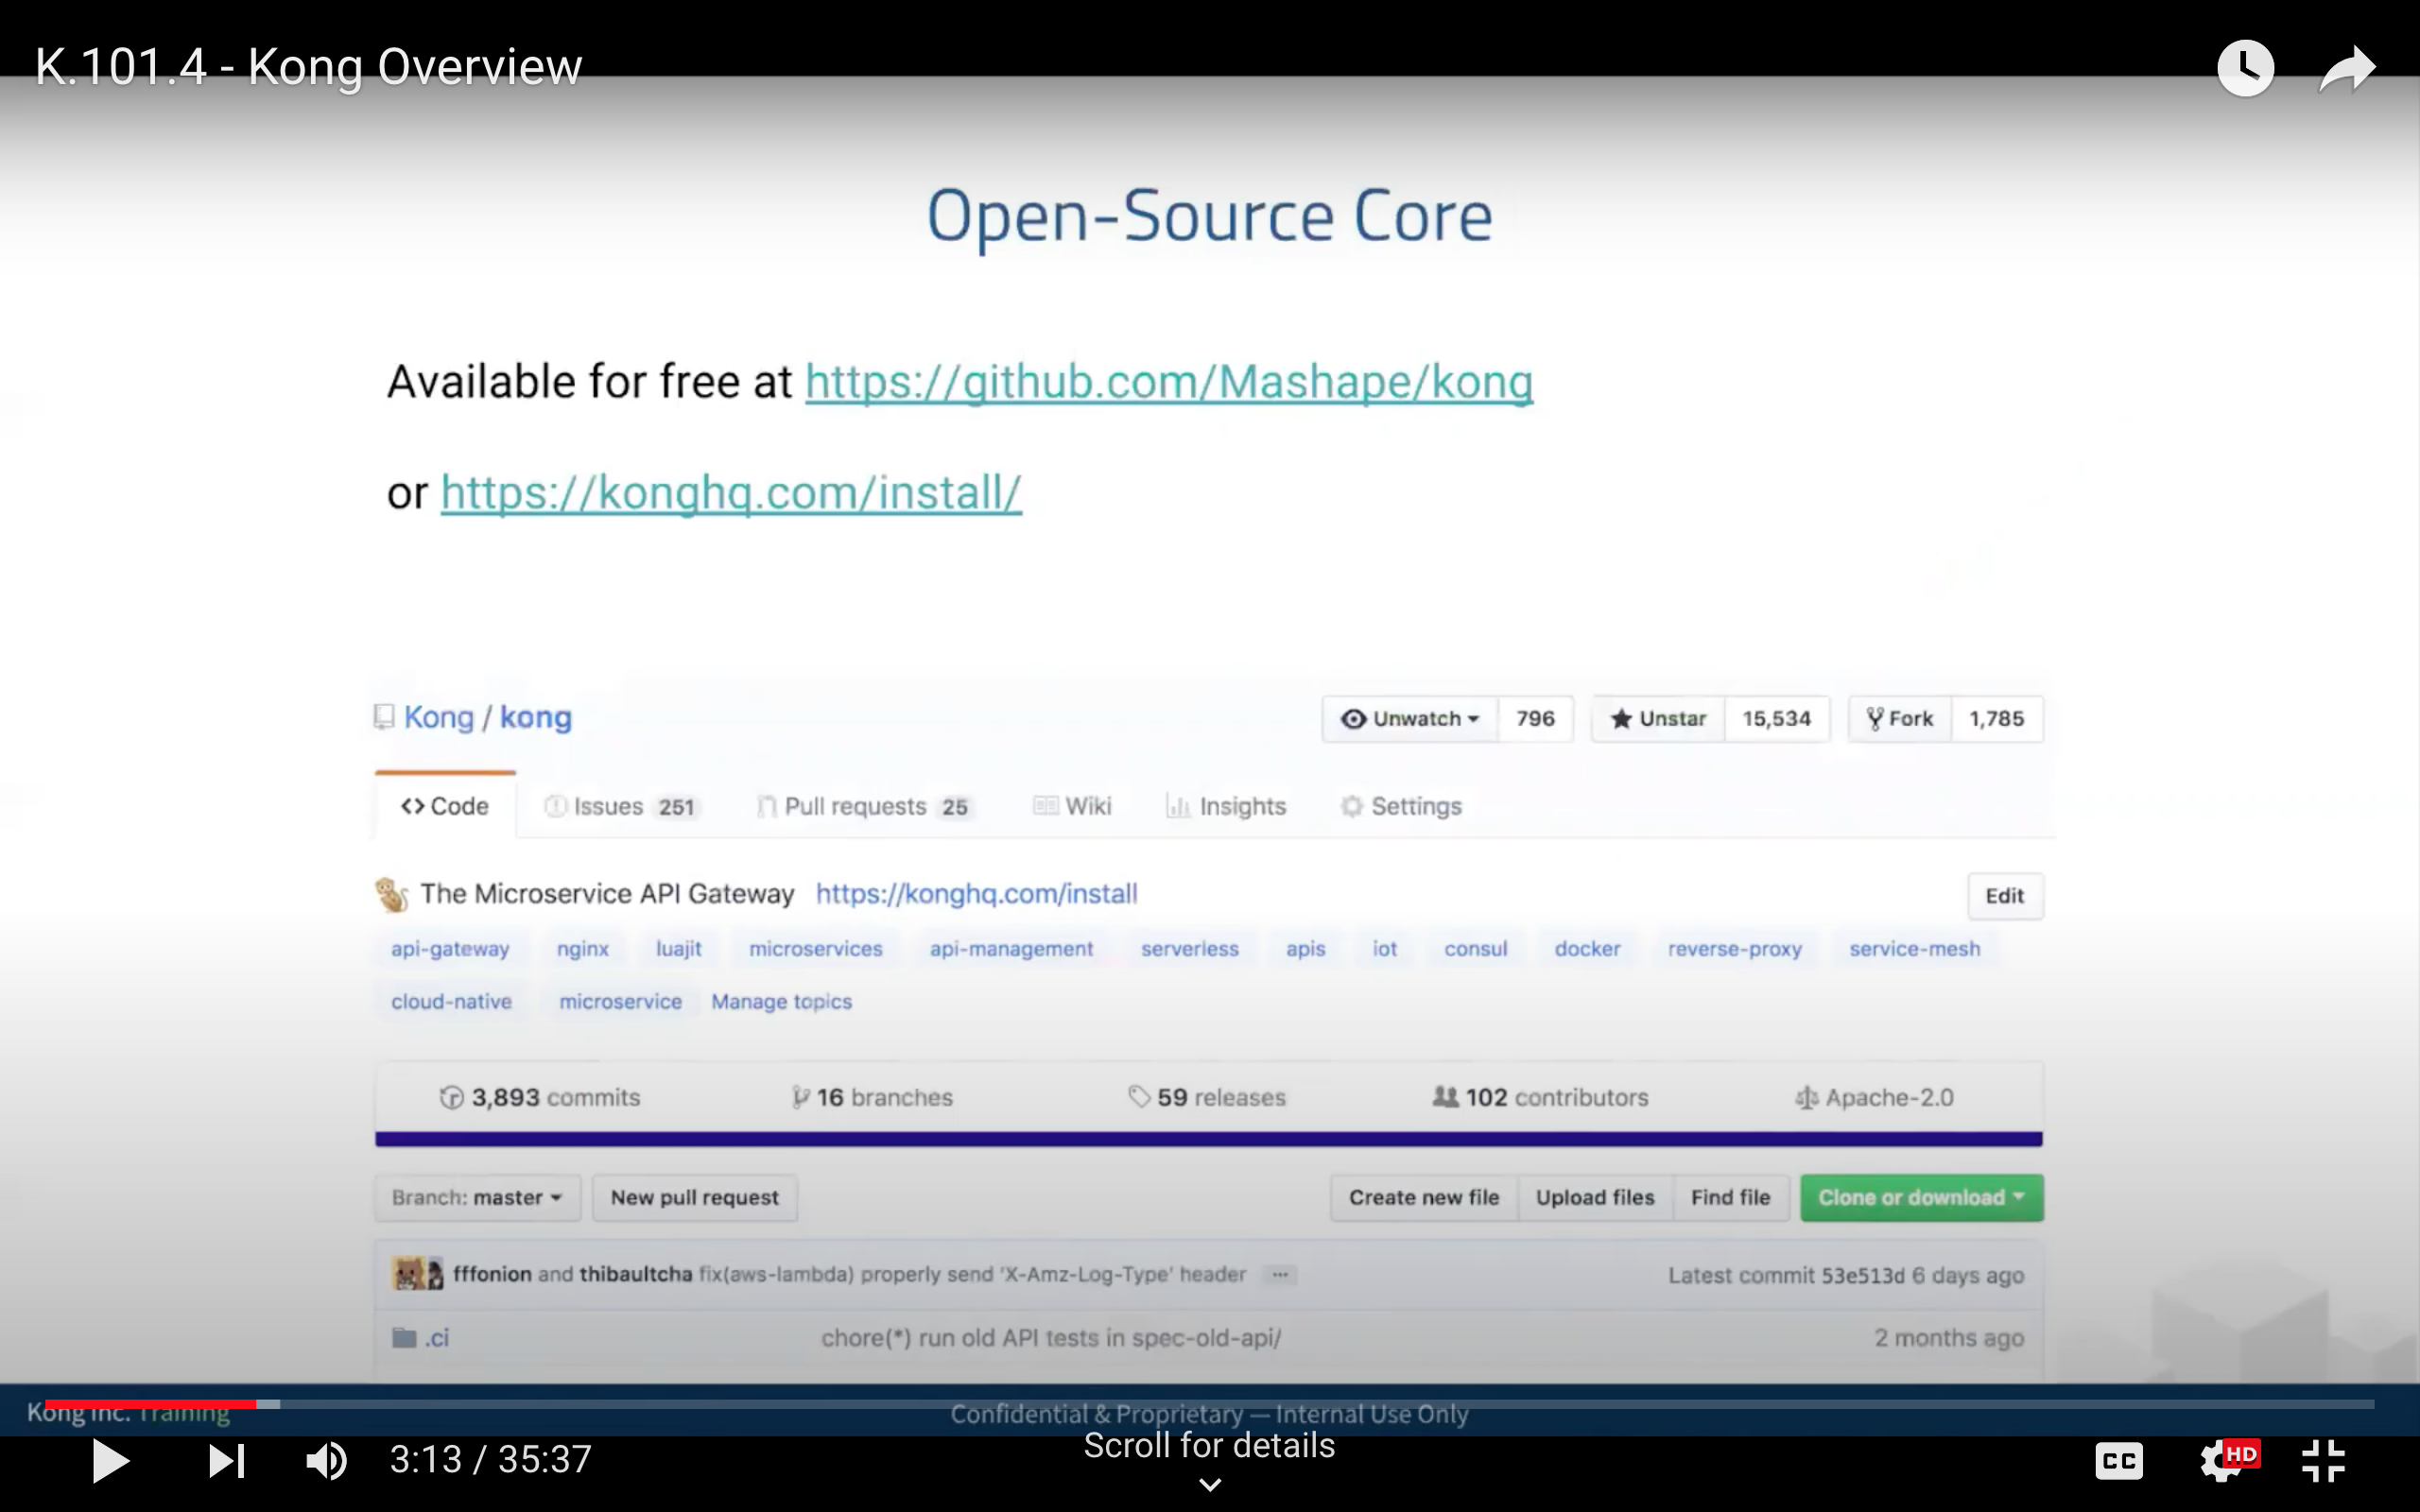 K.101.4 - Kong Overview
Open-Source Core
Available for free at https://github.com/Mashape/kong
or https://konghq.com/install/
Kong / kong
Unwatch 796 Unstar 15,534 Fork 1,785
<> Code Issues 251 Pull requests 25 Wiki Insights Settings
The Microservice API Gateway https://konghq.com/install Edit
api-gateway nginx luajit microservices api-management serverless apis iot consul docker reverse-proxy service-mesh
cloud-native microservice Manage topics
3,893 commits 16 branches 59 releases 102 contributors Apache-2.0
Branch: master New pull request Create new file Upload files Find file Clone or download
fffonion and thibaultcha fix(aws-lambda) properly send 'X-Amz-Log-Type' header ... Latest commit 53e513d 6 days ago
.ci chore(*) run old API tests in spec-old-api/ 2 months ago
Kong Inc. Training Confidential & Proprietary — Internal Use Only
Scroll for details
3:13 / 35:37 CC HD